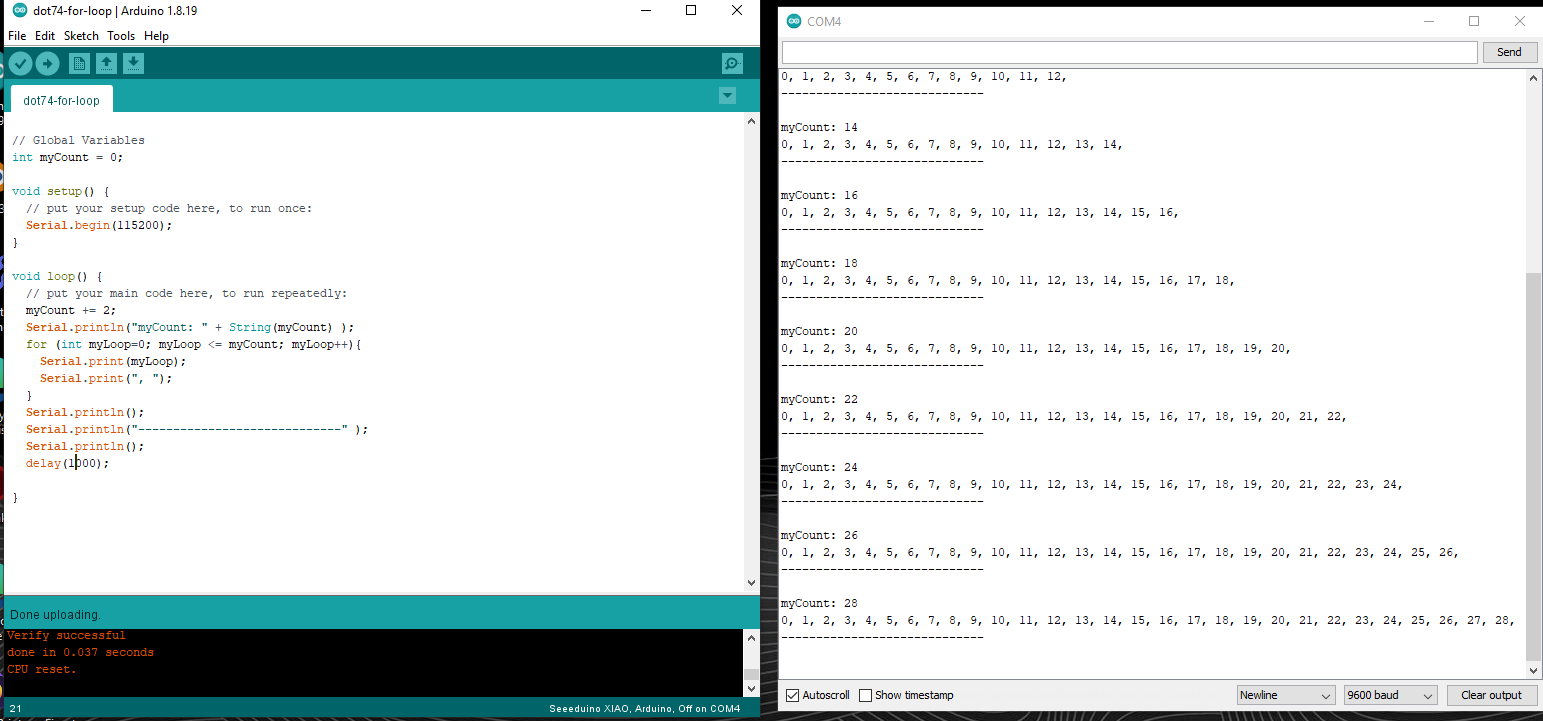 dot74-for-loop | Arduino 1.8.19
File Edit Sketch Tools Help
dot74-for-loop
// Global Variables
int myCount = 0;
void setup() {
// put your setup code here, to run once:
Serial.begin(115200);
}
void loop() {
// put your main code here, to run repeatedly:
myCount += 2;
Serial.println("myCount: " + String(myCount) );
for (int myLoop=0; myLoop <= myCount; myLoop++){
Serial.print(myLoop);
Serial.print(", ");
}
Serial.println();
Serial.println("-----------------------------" );
Serial.println();
delay(1000);
}
Done uploading.
Verify successful
done in 0.037 seconds
CPU reset.
21 Seeeduino XIAO, Arduino, Off on COM4
COM4
Send
0, 1, 2, 3, 4, 5, 6, 7, 8, 9, 10, 11, 12,
-----------------------------
myCount: 14
0, 1, 2, 3, 4, 5, 6, 7, 8, 9, 10, 11, 12, 13, 14,
-----------------------------
myCount: 16
0, 1, 2, 3, 4, 5, 6, 7, 8, 9, 10, 11, 12, 13, 14, 15, 16,
-----------------------------
myCount: 18
0, 1, 2, 3, 4, 5, 6, 7, 8, 9, 10, 11, 12, 13, 14, 15, 16, 17, 18,
-----------------------------
myCount: 20
0, 1, 2, 3, 4, 5, 6, 7, 8, 9, 10, 11, 12, 13, 14, 15, 16, 17, 18, 19, 20,
-----------------------------
myCount: 22
0, 1, 2, 3, 4, 5, 6, 7, 8, 9, 10, 11, 12, 13, 14, 15, 16, 17, 18, 19, 20, 21, 22,
-----------------------------
myCount: 24
0, 1, 2, 3, 4, 5, 6, 7, 8, 9, 10, 11, 12, 13, 14, 15, 16, 17, 18, 19, 20, 21, 22, 23, 24,
-----------------------------
myCount: 26
0, 1, 2, 3, 4, 5, 6, 7, 8, 9, 10, 11, 12, 13, 14, 15, 16, 17, 18, 19, 20, 21, 22, 23, 24, 25, 26,
-----------------------------
myCount: 28
0, 1, 2, 3, 4, 5, 6, 7, 8, 9, 10, 11, 12, 13, 14, 15, 16, 17, 18, 19, 20, 21, 22, 23, 24, 25, 26, 27, 28,
-----------------------------
Autoscroll Show timestamp Newline 9600 baud Clear output